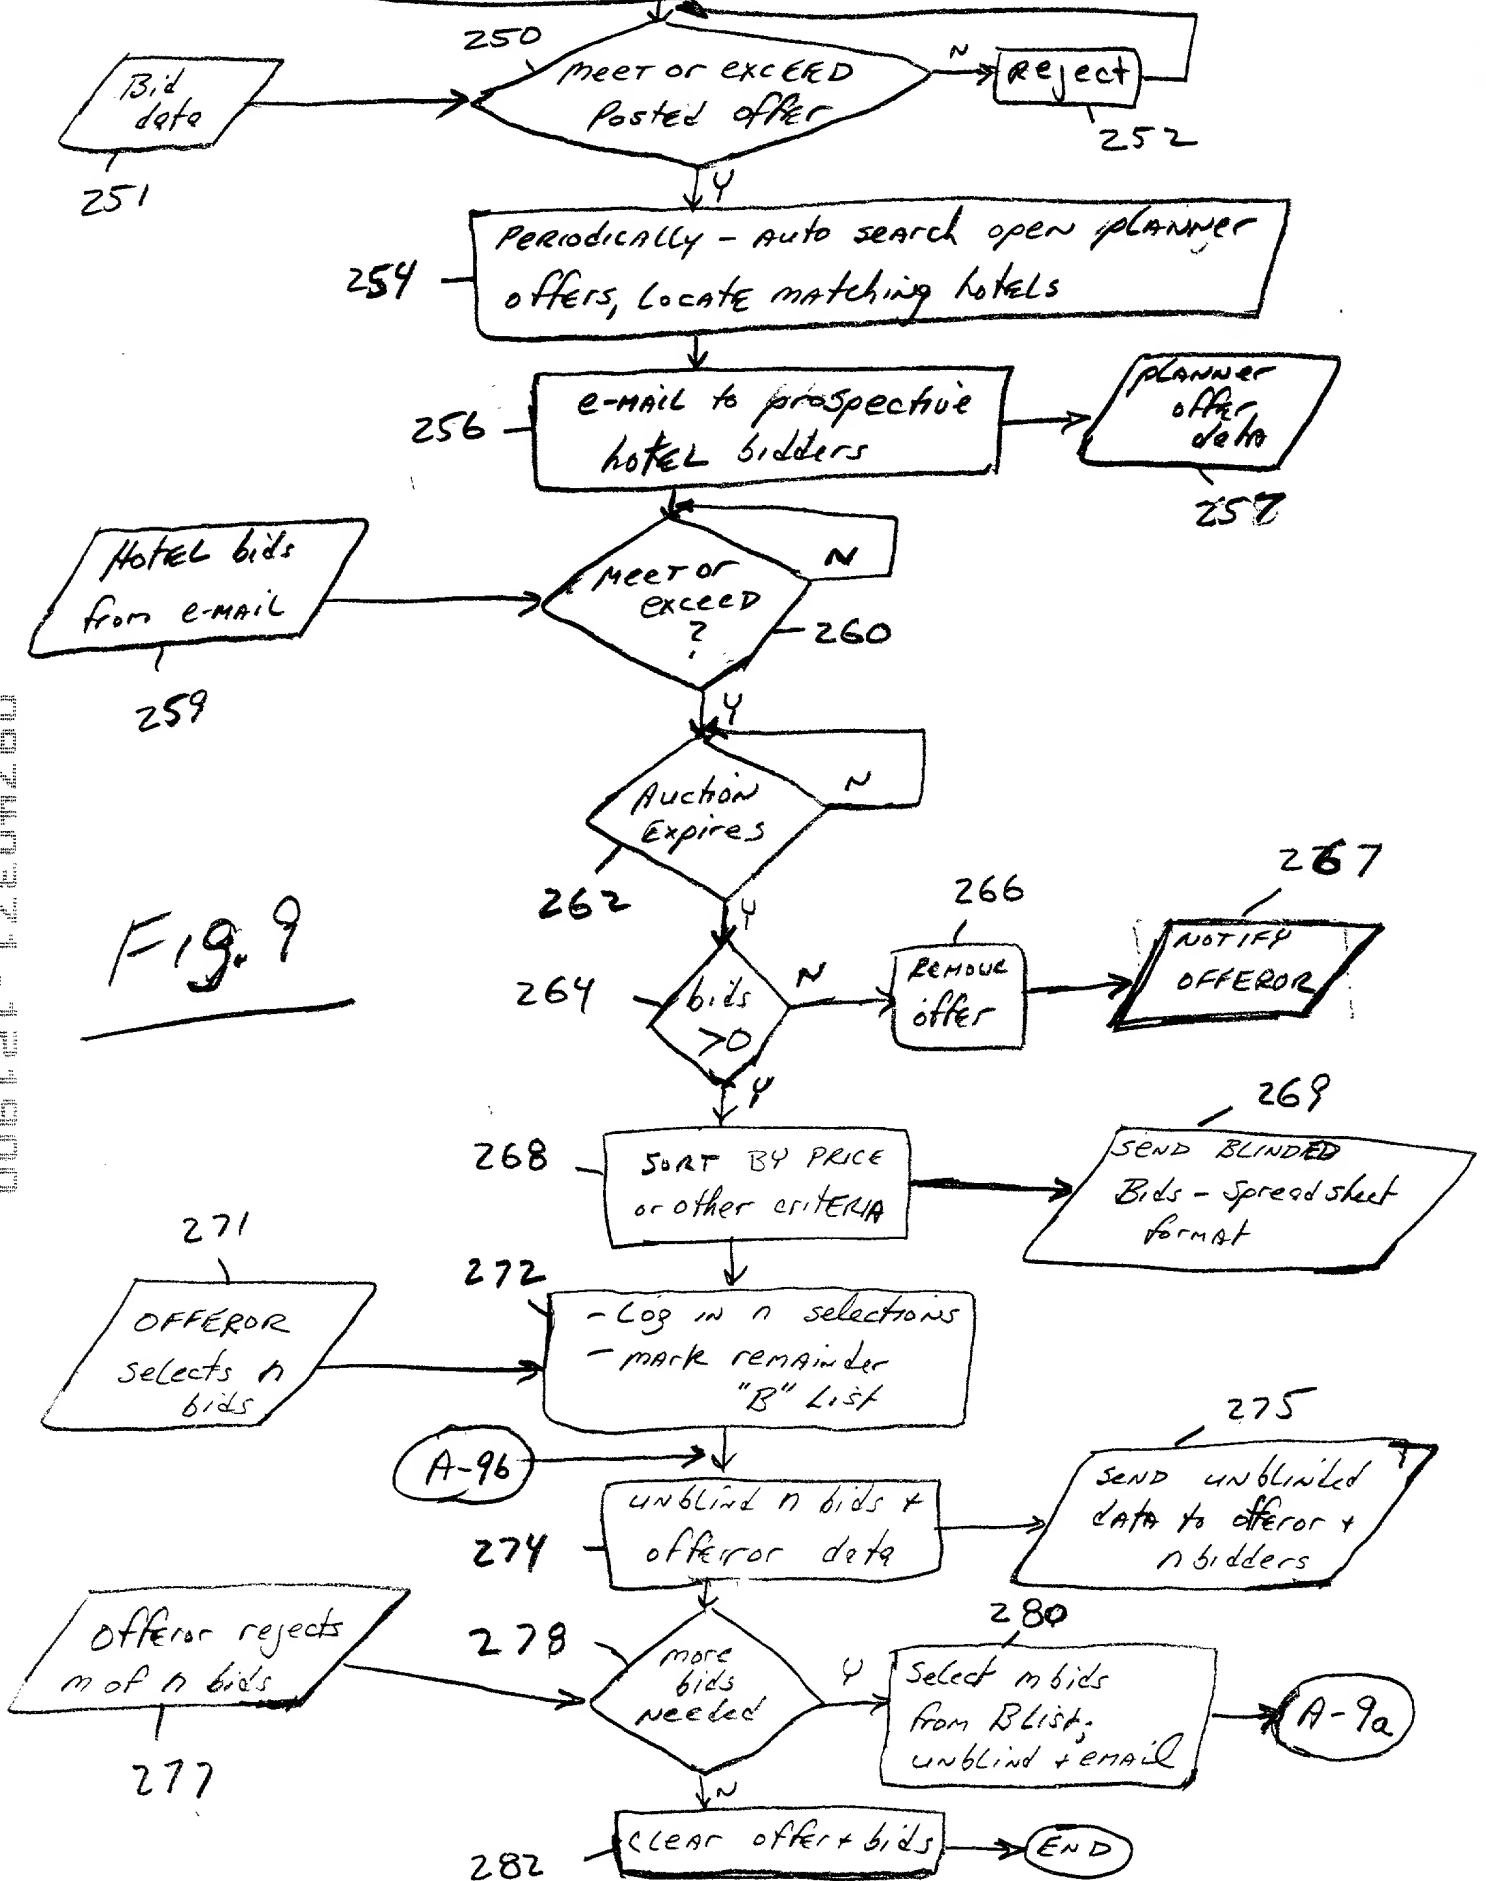 250
Bid
data
251
MEET OR EXCEED
Posted offer
N
Reject
252
Y
PERIODICALLY - AUTO SEARCH OPEN PLANNER
offers, LOCATE MATCHING hotELS
254
e-MAIL to prospective
hotEL bidders
256
PLANNER
offer
data
HotEL bids
from e-MAIL
259
MEET OR
EXCEED
?
N
260
Y
Auction
Expires
N
262
Y
Fig. 9
264
bids
>0
N
266
REMOVE
offER
267
NOTIFY
OFFEROR
Y
268
SORT BY PRICE
or other criTERIA
269
SEND BLINDED
Bids - Spreadsheet
forMAt
271
OFFEROR
selects n
bids
272
- Log IN n selections
- MARK remainder
"B" List
A-9b
274
UNbLINd n bids +
offerror data
275
SEND UNbLINdEd
dATA to offeror +
n bidders
Offeror rejects
m of n bids
277
278
more
bids
Needed
Y
280
Select m bids
from B List;
UNbLINd + EMAIL
A-9a
N
282
CLEAR offer + bids
END